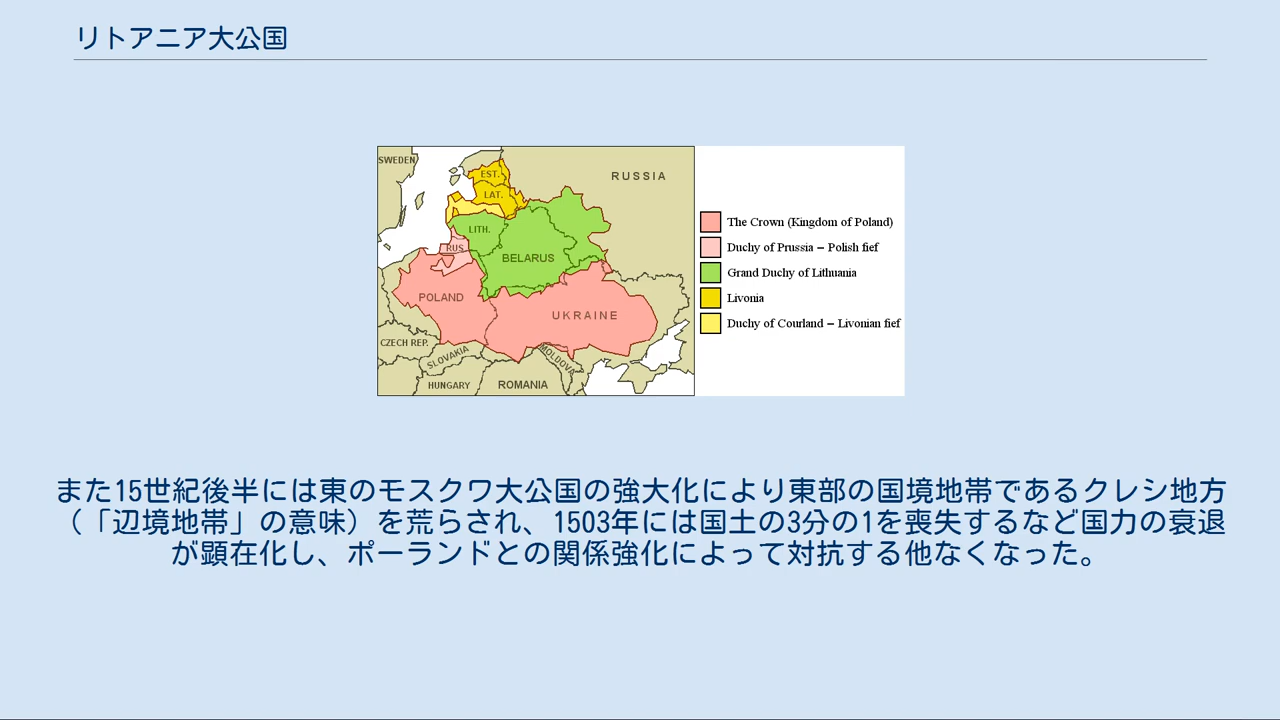 リトアニア大公国
SWEDEN
EST.
RUSSIA
LAT.
LITH.
RUS
BELARUS
POLAND
UKRAINE
CZECH REP.
SLOVAKIA
MOLDOVA
HUNGARY
ROMANIA
The Crown (Kingdom of Poland)
Duchy of Prussia – Polish fief
Grand Duchy of Lithuania
Livonia
Duchy of Courland – Livonian fief
また15世紀後半には東のモスクワ大公国の強大化により東部の国境地帯であるクレシ地方
（「辺境地帯」の意味）を荒らされ、1503年には国土の3分の1を喪失するなど国力の衰退
が顕在化し、ポーランドとの関係強化によって対抗する他なくなった。